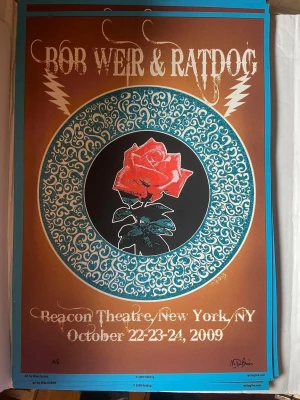 BOB WEIR & RATDOG
Beacon Theatre, New York, NY
October 22-23-24, 2009